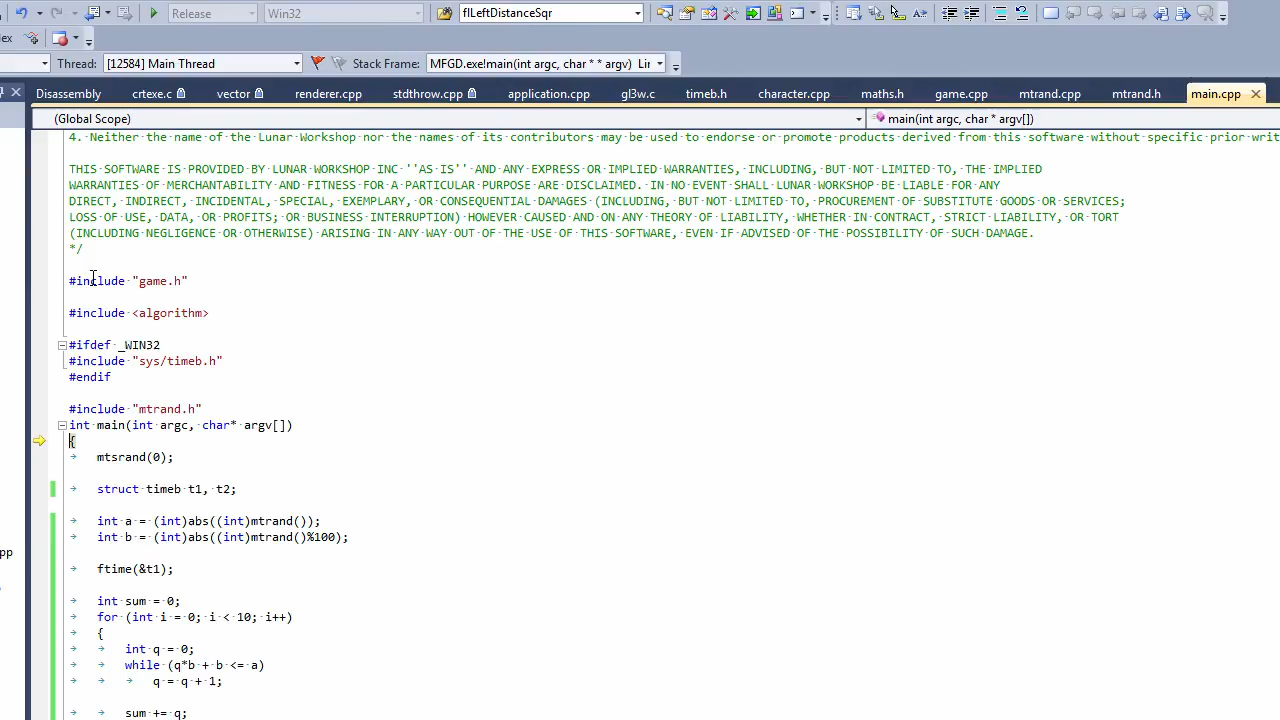 Release Win32 flLeftDistanceSqr
ex
Thread: [12584] Main Thread Stack Frame: MFGD.exe!main(int argc, char * * argv) Lir
Disassembly crtexe.c vector renderer.cpp stdthrow.cpp application.cpp gl3w.c timeb.h character.cpp maths.h game.cpp mtrand.cpp mtrand.h main.cpp
(Global Scope) main(int argc, char * argv[])
4. Neither the name of the Lunar Workshop nor the names of its contributors may be used to endorse or promote products derived from this software without specific prior writ
THIS SOFTWARE IS PROVIDED BY LUNAR WORKSHOP INC ''AS IS'' AND ANY EXPRESS OR IMPLIED WARRANTIES, INCLUDING, BUT NOT LIMITED TO, THE IMPLIED
WARRANTIES OF MERCHANTABILITY AND FITNESS FOR A PARTICULAR PURPOSE ARE DISCLAIMED. IN NO EVENT SHALL LUNAR WORKSHOP BE LIABLE FOR ANY
DIRECT, INDIRECT, INCIDENTAL, SPECIAL, EXEMPLARY, OR CONSEQUENTIAL DAMAGES (INCLUDING, BUT NOT LIMITED TO, PROCUREMENT OF SUBSTITUTE GOODS OR SERVICES;
LOSS OF USE, DATA, OR PROFITS; OR BUSINESS INTERRUPTION) HOWEVER CAUSED AND ON ANY THEORY OF LIABILITY, WHETHER IN CONTRACT, STRICT LIABILITY, OR TORT
(INCLUDING NEGLIGENCE OR OTHERWISE) ARISING IN ANY WAY OUT OF THE USE OF THIS SOFTWARE, EVEN IF ADVISED OF THE POSSIBILITY OF SUCH DAMAGE.
*/
#include "game.h"
#include <algorithm>
#ifdef _WIN32
#include "sys/timeb.h"
#endif
#include "mtrand.h"
int main(int argc, char* argv[])
{
mtsrand(0);
struct timeb t1, t2;
int a = (int)abs((int)mtrand());
int b = (int)abs((int)mtrand()%100);
pp
ftime(&t1);
int sum = 0;
for (int i = 0; i < 10; i++)
{
int q = 0;
while (q*b + b <= a)
q = q + 1;
sum += q;